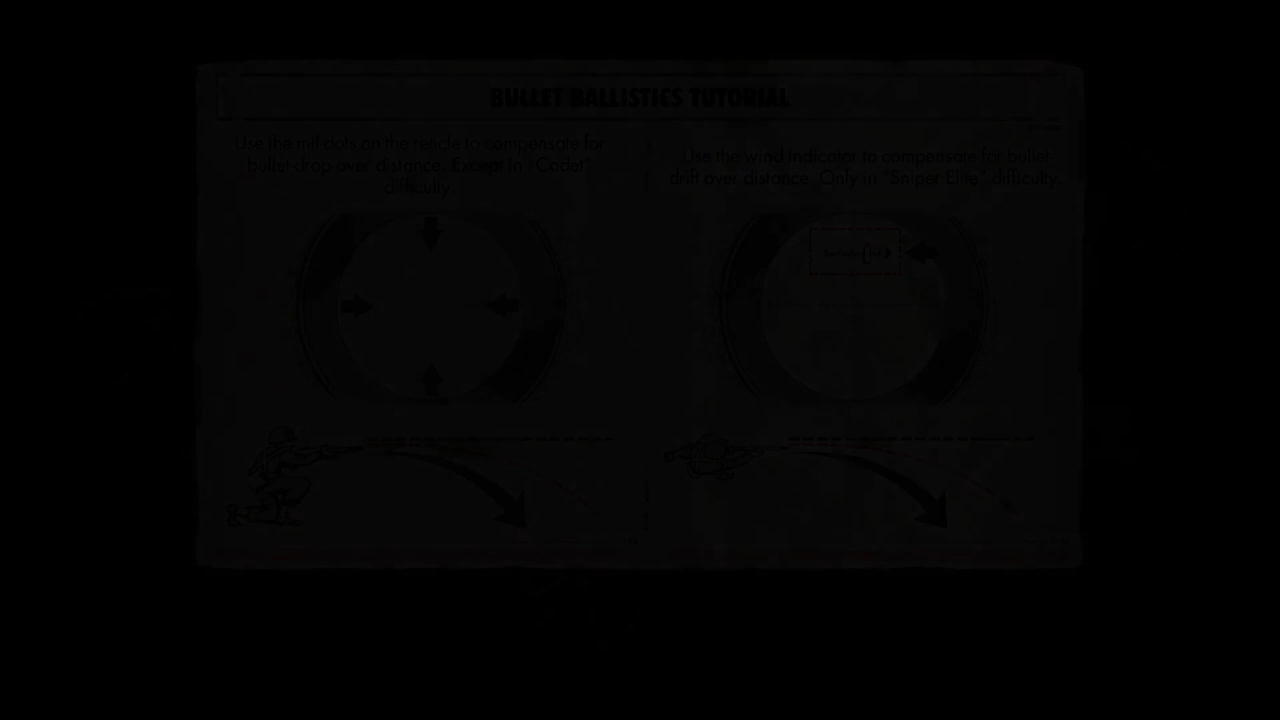 BULLET BALLISTICS TUTORIAL
Use the mil dots on the reticle to compensate for
bullet-drop over distance. Except in "Cadet"
difficulty.
Use the wind indicator to compensate for bullet-
drift over distance. Only in "Sniper Elite" difficulty.